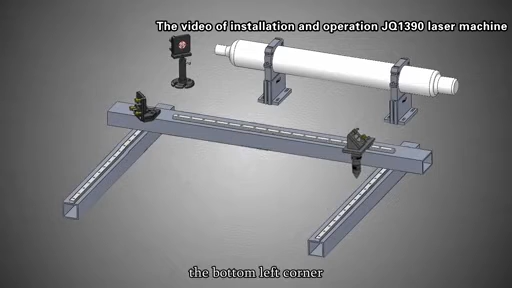 The video of installation and operation JQ1390 laser machine
the bottom left corner